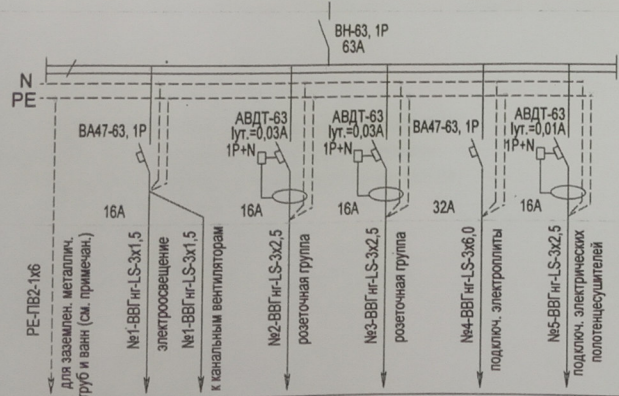 ВН-63, 1Р
63А
N
PE
ВА47-63, 1Р
16А
АВДТ-63
Iут.=0,03А
1Р+N
16А
АВДТ-63
Iут.=0,03А
1Р+N
16А
ВА47-63, 1Р
32А
АВДТ-63
Iут.=0,01А
1Р+N
16А
РЕ-ПВ2-1х6
для заземлен. металлич.
труб и ванн (см. примечан.)
№1-ВВГнг-LS-3х1,5
электроосвещение
№1-ВВГнг-LS-3х1,5
к канальным вентиляторам
№2-ВВГнг-LS-3х2,5
розеточная группа
№3-ВВГнг-LS-3х2,5
розеточная группа
№4-ВВГнг-LS-3х6,0
подключ. электроплиты
№5-ВВГнг-LS-3х2,5
подключ. электрических
полотенцесушителей